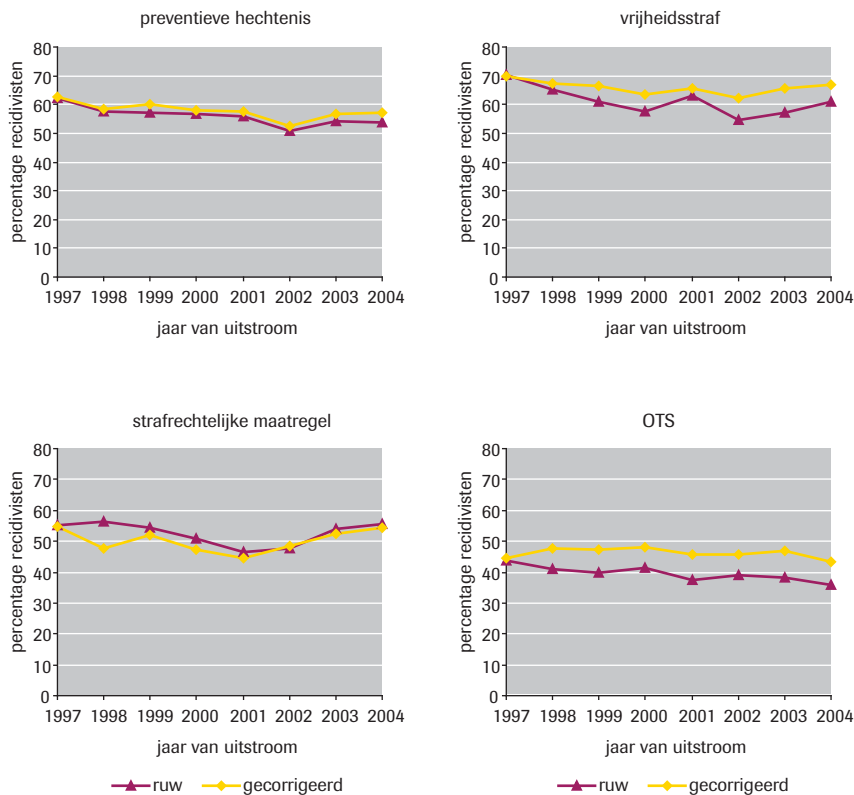 preventieve hechtenis
percentage recidivisten
80
70
60
50
40
30
20
10
0
1997 1998 1999 2000 2001 2002 2003 2004
jaar van uitstroom
vrijheidsstraf
percentage recidivisten
80
70
60
50
40
30
20
10
0
1997 1998 1999 2000 2001 2002 2003 2004
jaar van uitstroom
strafrechtelijke maatregel
percentage recidivisten
80
70
60
50
40
30
20
10
0
1997 1998 1999 2000 2001 2002 2003 2004
jaar van uitstroom
ruw gecorrigeerd
OTS
percentage recidivisten
80
70
60
50
40
30
20
10
0
1997 1998 1999 2000 2001 2002 2003 2004
jaar van uitstroom
ruw gecorrigeerd